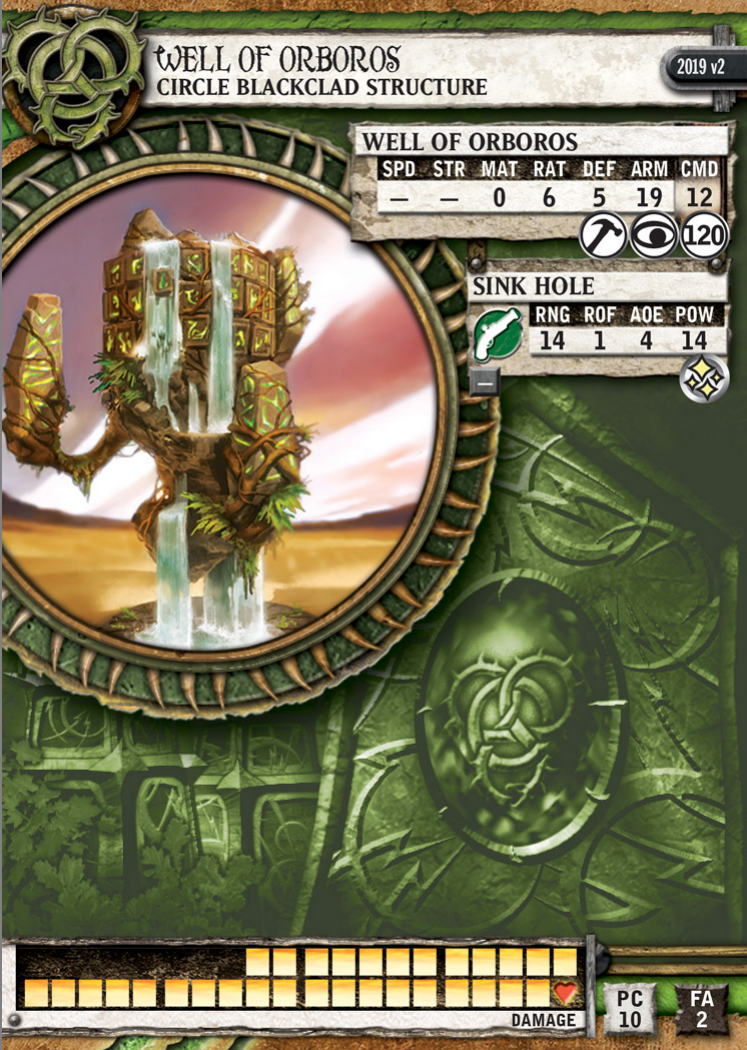 WELL OF ORBOROS
CIRCLE BLACKCLAD STRUCTURE
2019 v2
WELL OF ORBOROS
SPD STR MAT RAT DEF ARM CMD
— — 0 6 5 19 12
120
SINK HOLE
RNG ROF AOE POW
14 1 4 14
—
DAMAGE
PC
10
FA
2